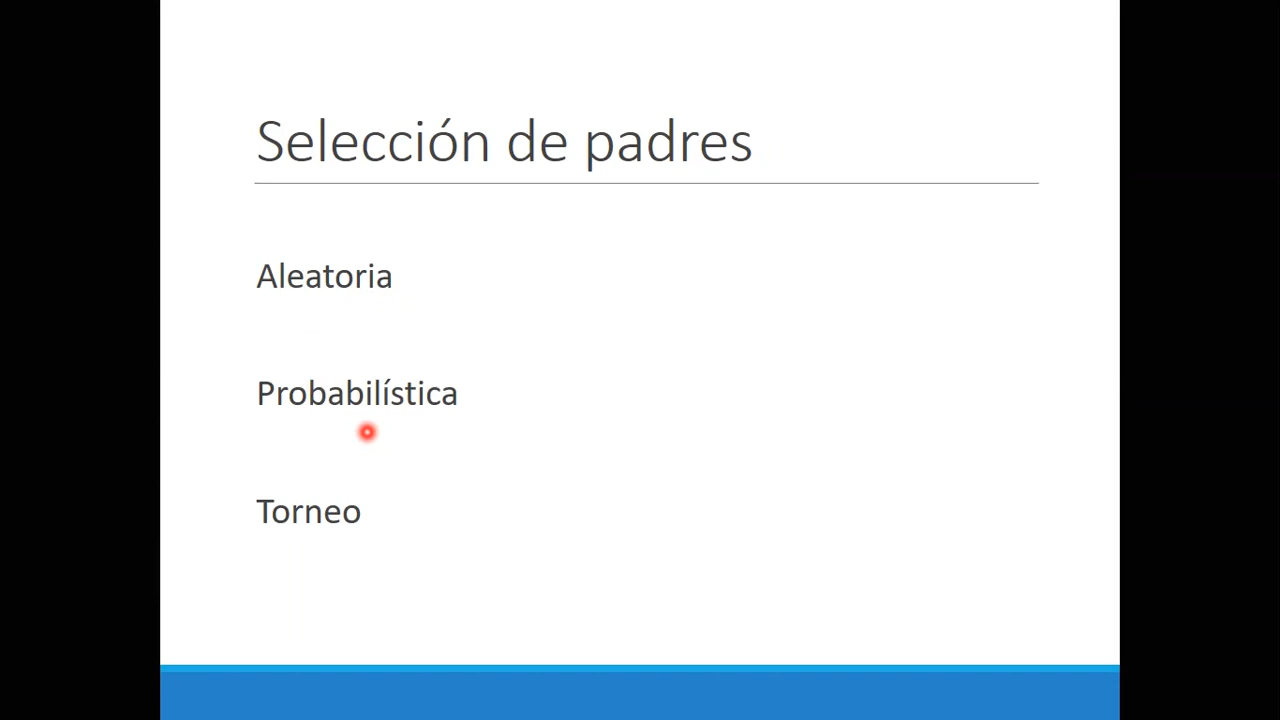 Selección de padres
Aleatoria
Probabilística
Torneo